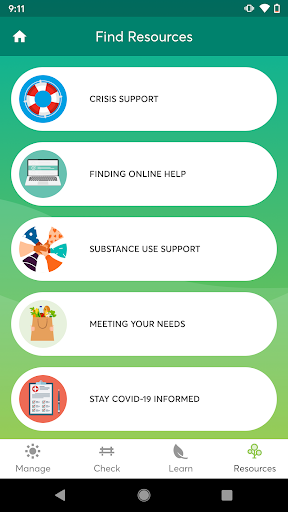 9:11
Find Resources
CRISIS SUPPORT
FINDING ONLINE HELP
SUBSTANCE USE SUPPORT
MEETING YOUR NEEDS
STAY COVID-19 INFORMED
Manage Check Learn Resources